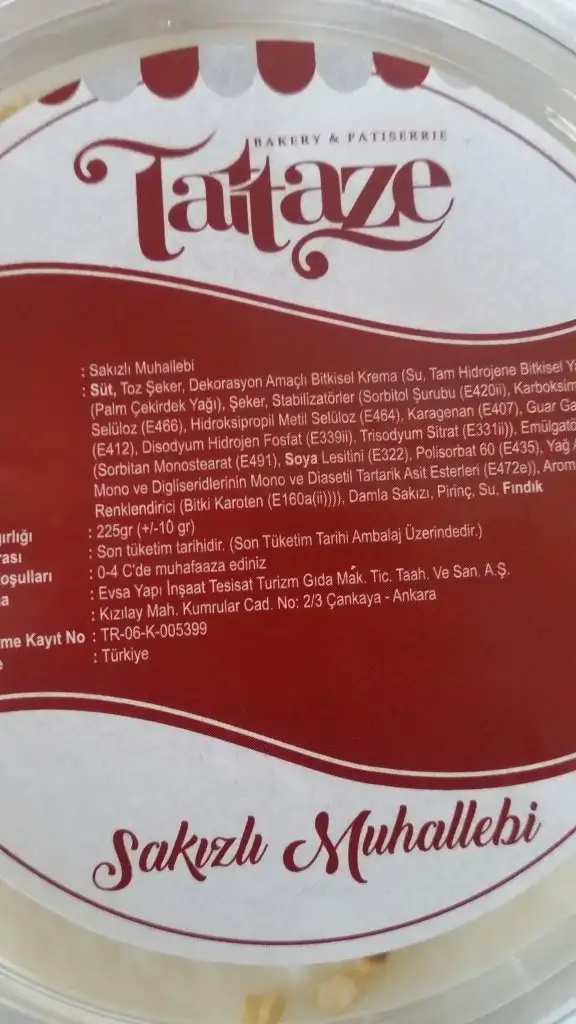 BAKERY & PATISERRIE
Tattaze
: Sakızlı Muhallebi
: Süt, Toz Şeker, Dekorasyon Amaçlı Bitkisel Krema (Su, Tam Hidrojene Bitkisel
(Palm Çekirdek Yağı), Şeker, Stabilizatörler (Sorbitol Şurubu (E420ii), Karboksim
Selüloz (E466), Hidroksipropil Metil Selüloz (E464), Karagenan (E407), Guar Ga
(E412), Disodyum Hidrojen Fosfat (E339ii), Trisodyum Sitrat (E331ii)), Emülgatö
(Sorbitan Monostearat (E491), Soya Lesitini (E322), Polisorbat 60 (E435), Yağ
Mono ve Digliseridlerinin Mono ve Diasetil Tartarik Asit Esterleri (E472e)), Arom
Renklendirici (Bitki Karoten (E160a(ii)))), Damla Sakızı, Pirinç, Su, Fındık
ırlığı : 225gr (+/-10 gr)
ası : Son tüketim tarihidir. (Son Tüketim Tarihi Ambalaj Üzerindedir.)
oşulları : 0-4 C'de muhafaaza ediniz
a : Evsa Yapı İnşaat Tesisat Turizm Gıda Mak. Tic. Taah. Ve San. A.Ş.
: Kızılay Mah. Kumrular Cad. No: 2/3 Çankaya - Ankara
me Kayıt No : TR-06-K-005399
e : Türkiye
Sakızlı Muhallebi